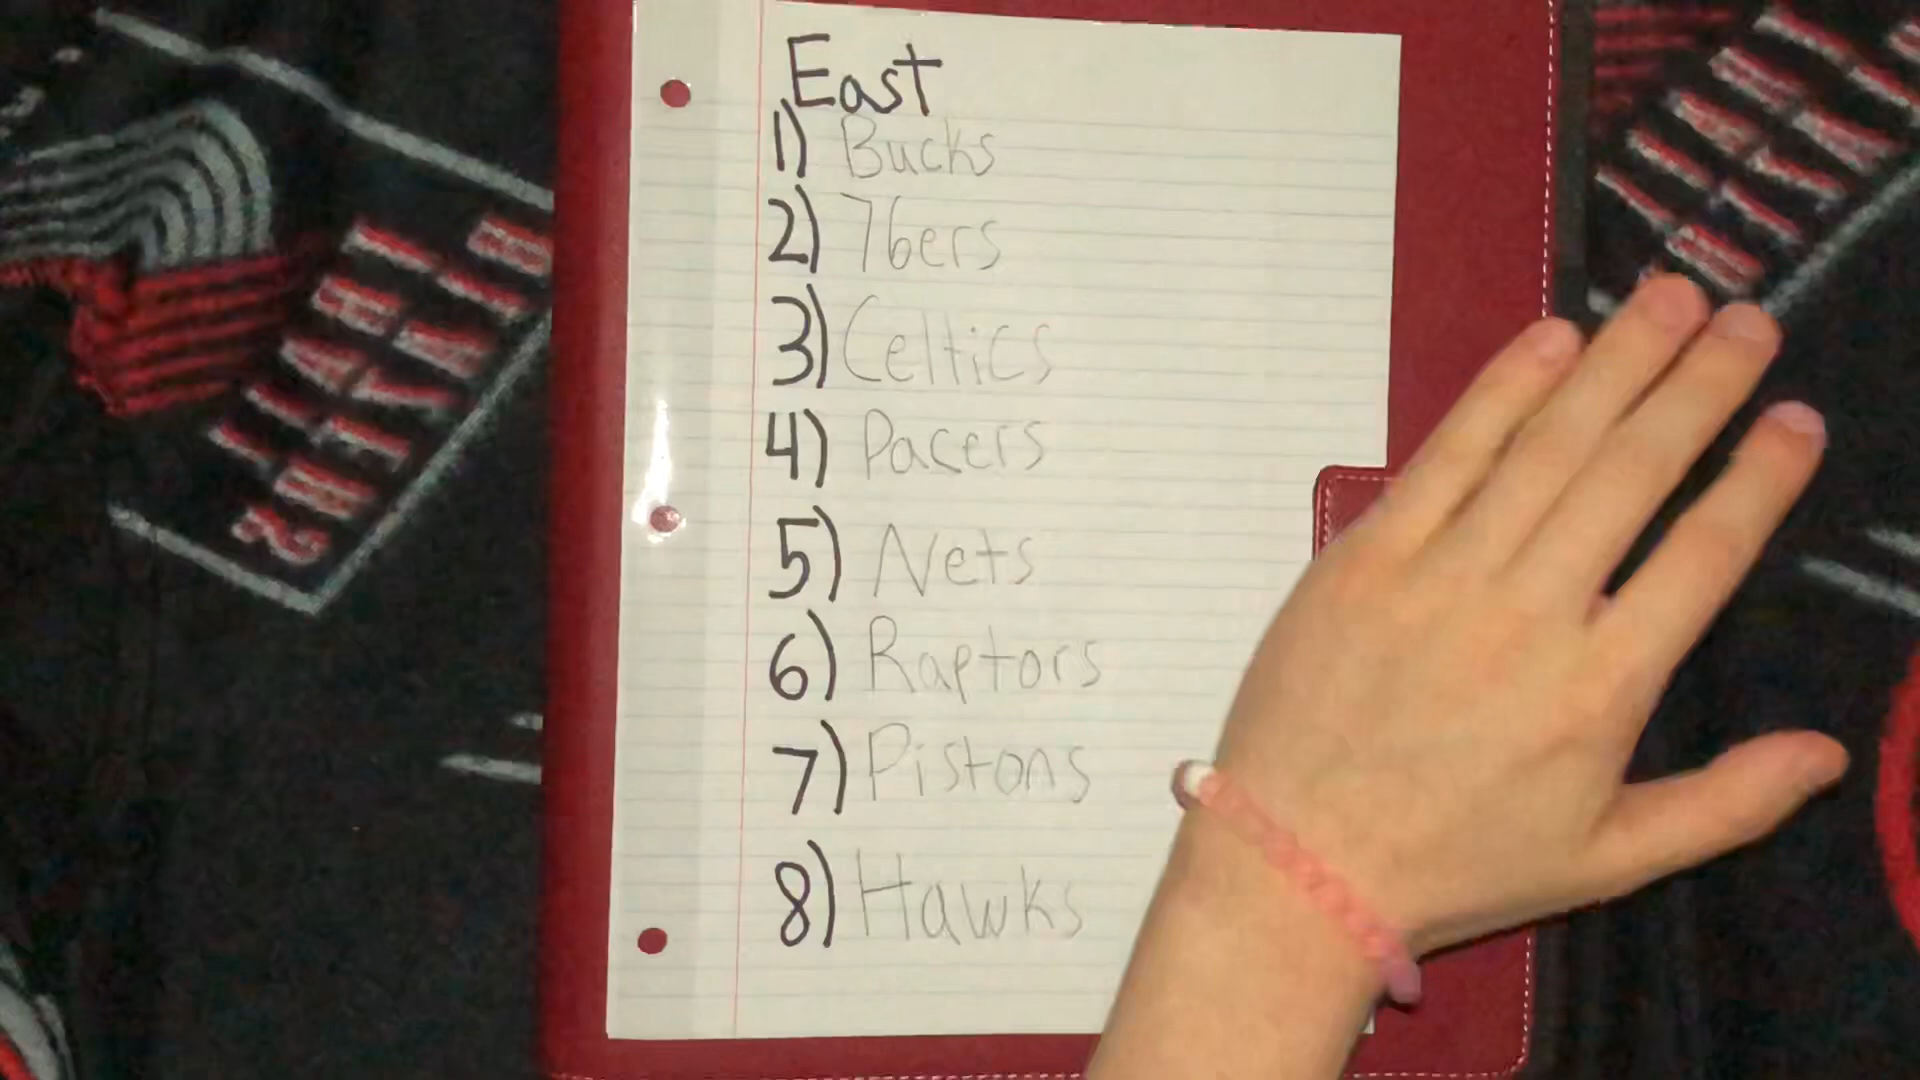 East
1) Bucks
2) 76ers
3) Celtics
4) Pacers
5) Nets
6) Raptors
7) Pistons
8) Hawks